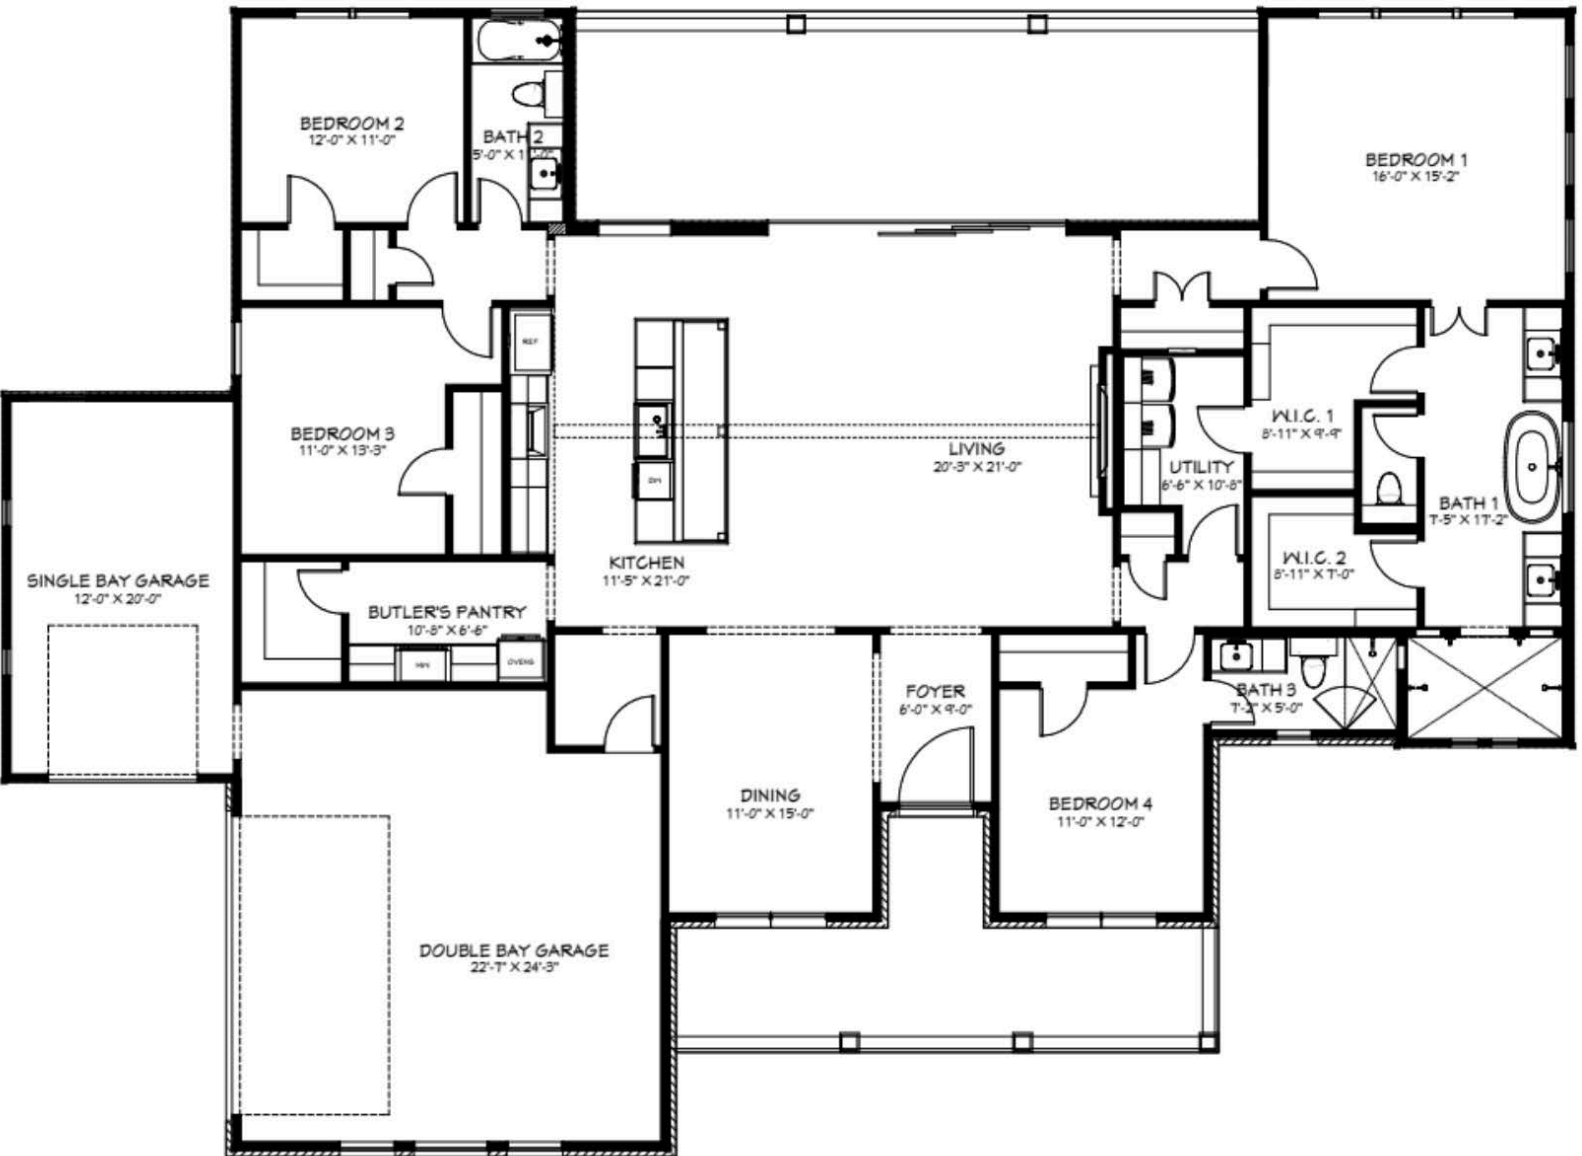 BEDROOM 2
12'-0" X 11'-0"
BATH 2
BEDROOM 1
16'-0" X 15'-2"
REF
BEDROOM 3
11'-0" X 13'-3"
LIVING
20'-3" X 21'-0"
W.I.C. 1
8'-11" X 9'-9"
UTILITY
6'-6" X 10'-8"
DW
BATH 1
7'-5" X 17'-2"
KITCHEN
11'-5" X 21'-0"
W.I.C. 2
8'-11" X 7'-0"
SINGLE BAY GARAGE
12'-0" X 20'-0"
BUTLER'S PANTRY
10'-8" X 6'-6"
OVENS
FOYER
6'-0" X 9'-0"
BATH 3
7'-2" X 5'-0"
DINING
11'-0" X 15'-0"
BEDROOM 4
11'-0" X 12'-0"
DOUBLE BAY GARAGE
22'-7" X 24'-3"